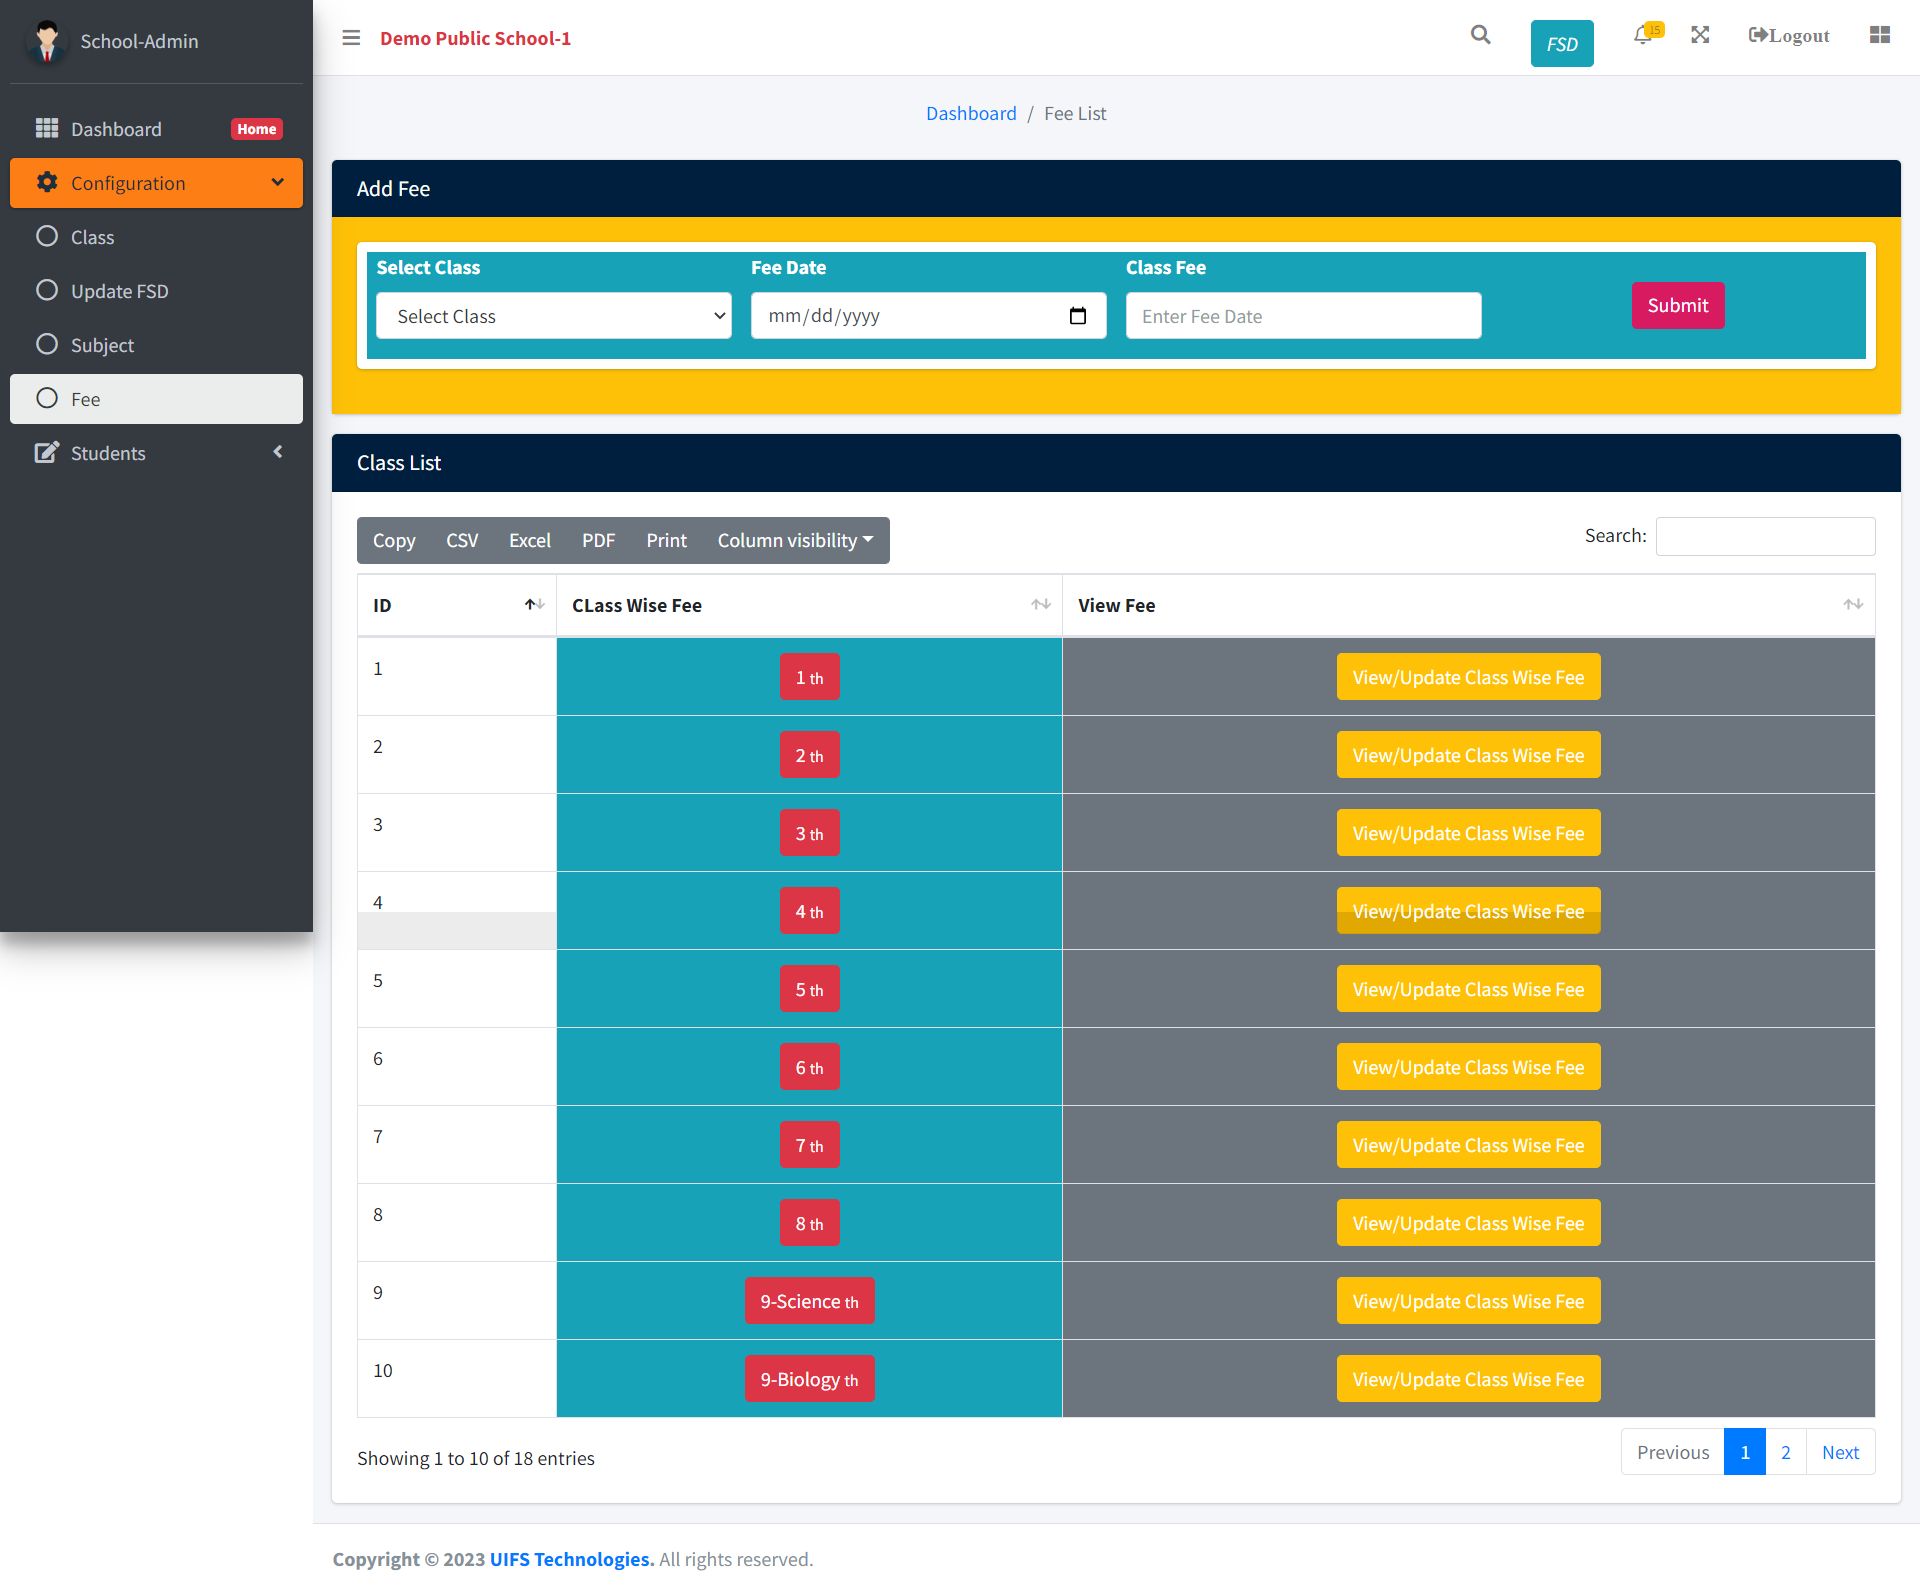 School-Admin
Dashboard Home
Configuration
Class
Update FSD
Subject
Fee
Students
Demo Public School-1
FSD
15
Logout
Dashboard / Fee List
Add Fee
Select Class Fee Date Class Fee
Select Class mm/dd/yyyy Enter Fee Date Submit
Class List
Copy CSV Excel PDF Print Column visibility Search:
ID CLass Wise Fee View Fee
1 1 th View/Update Class Wise Fee
2 2 th View/Update Class Wise Fee
3 3 th View/Update Class Wise Fee
4 4 th View/Update Class Wise Fee
5 5 th View/Update Class Wise Fee
6 6 th View/Update Class Wise Fee
7 7 th View/Update Class Wise Fee
8 8 th View/Update Class Wise Fee
9 9-Science th View/Update Class Wise Fee
10 9-Biology th View/Update Class Wise Fee
Showing 1 to 10 of 18 entries Previous 1 2 Next
Copyright © 2023 UIFS Technologies. All rights reserved.